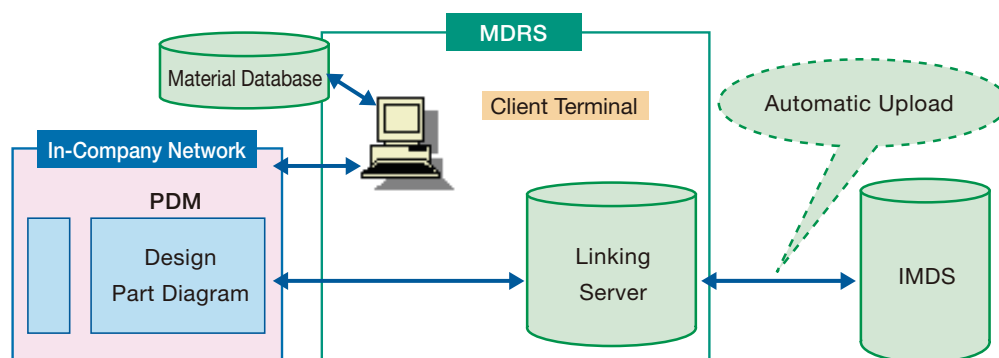 MDRS
Material Database
Client Terminal
Automatic Upload
In-Company Network
PDM
Design
Part Diagram
Linking
Server
IMDS